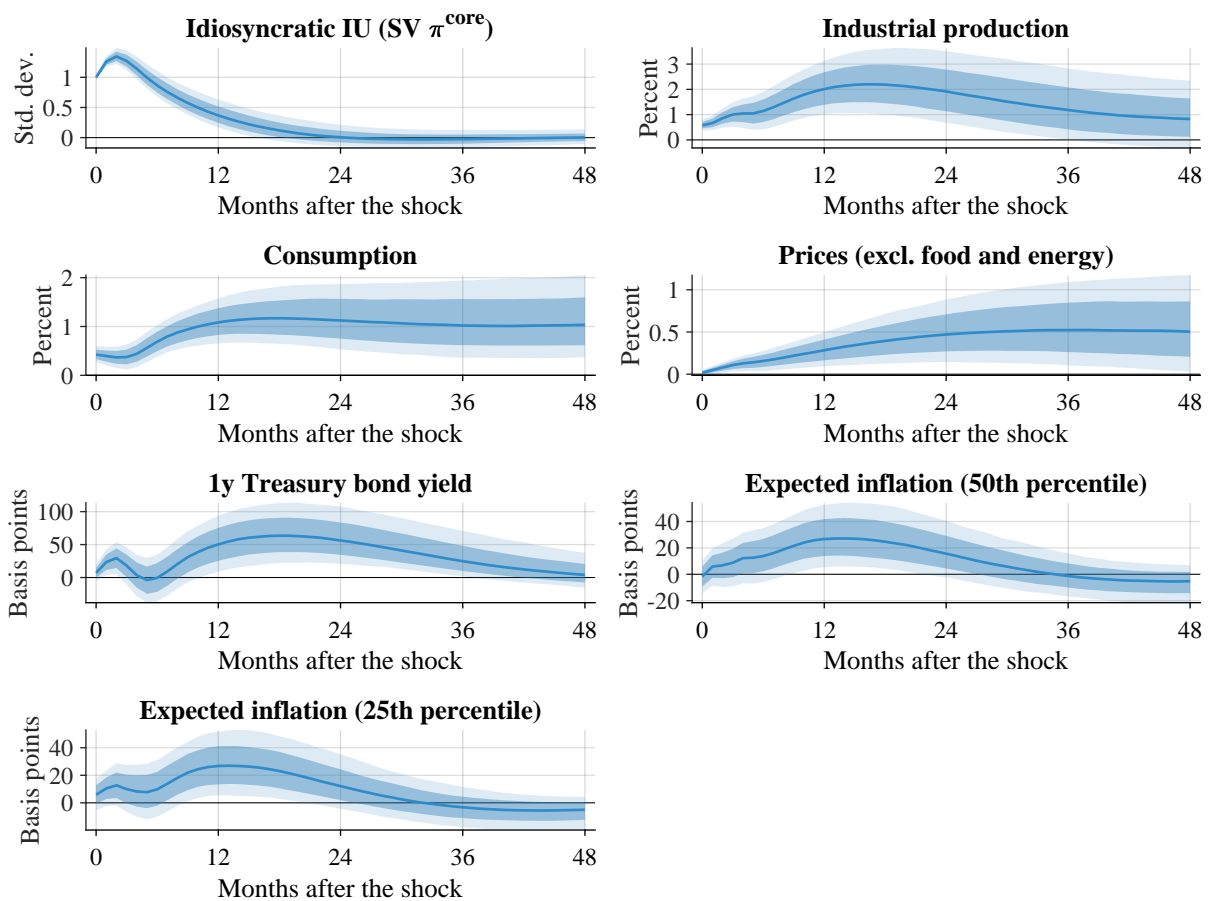 Idiosyncratic IU (SV π^core)
Std. dev.
1
0.5
0
0 12 24 36 48
Months after the shock
Industrial production
Percent
3
2
1
0
0 12 24 36 48
Months after the shock
Consumption
Percent
2
1
0
0 12 24 36 48
Months after the shock
Prices (excl. food and energy)
Percent
1
0.5
0
0 12 24 36 48
Months after the shock
1y Treasury bond yield
Basis points
100
50
0
0 12 24 36 48
Months after the shock
Expected inflation (50th percentile)
Basis points
40
20
0
-20
0 12 24 36 48
Months after the shock
Expected inflation (25th percentile)
Basis points
40
20
0
0 12 24 36 48
Months after the shock